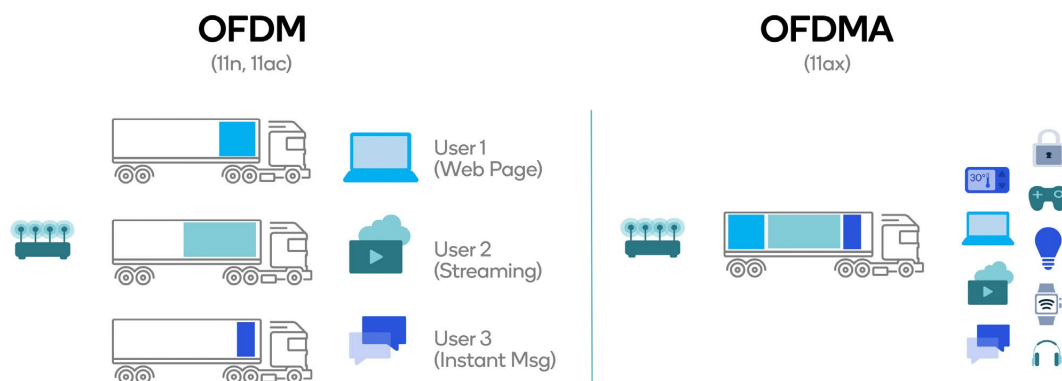 OFDM
(11n, 11ac)
User 1
(Web Page)
User 2
(Streaming)
User 3
(Instant Msg)
OFDMA
(11ax)
30°